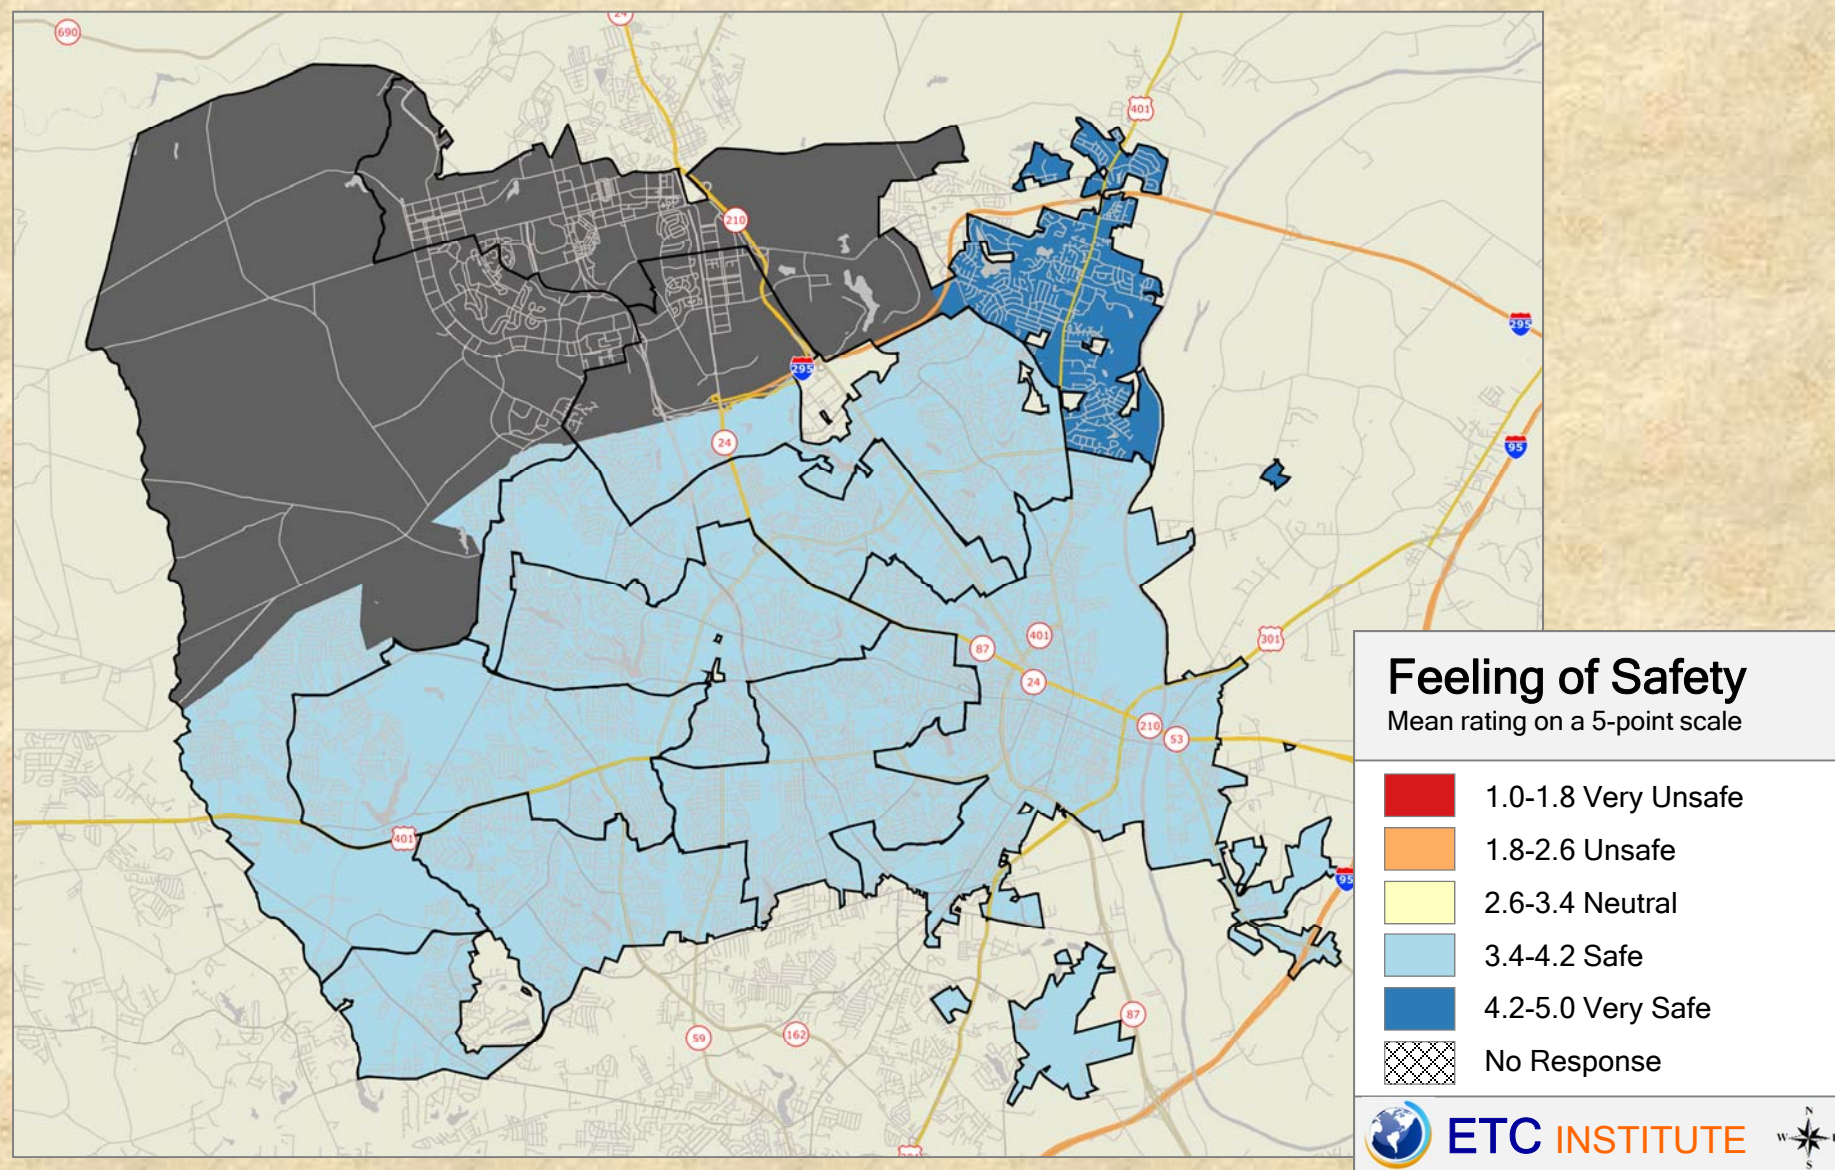 690
24
401
210
295
295
24
95
87
401
301
24
210
53
401
95
87
59
162
Feeling of Safety
Mean rating on a 5-point scale
1.0-1.8 Very Unsafe
1.8-2.6 Unsafe
2.6-3.4 Neutral
3.4-4.2 Safe
4.2-5.0 Very Safe
No Response
ETC INSTITUTE
N
W
S